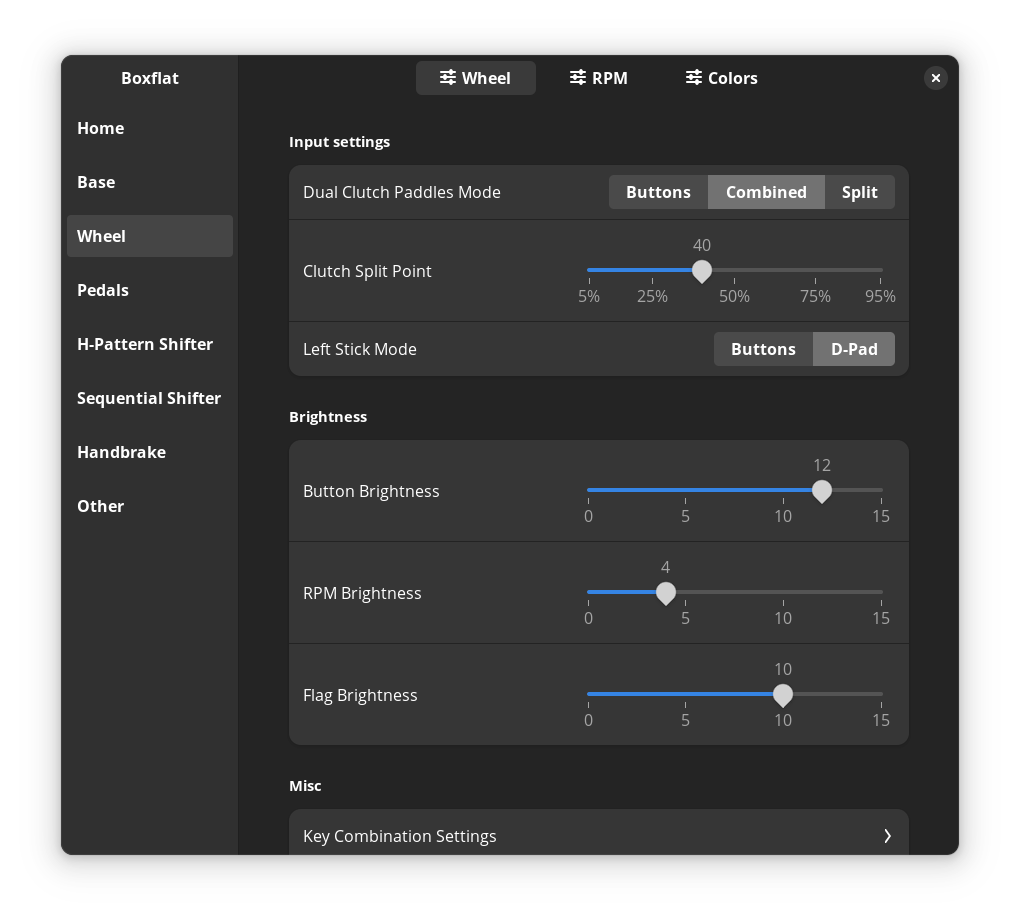 Boxflat
Wheel RPM Colors
Home
Base
Wheel
Pedals
H-Pattern Shifter
Sequential Shifter
Handbrake
Other
Input settings
Dual Clutch Paddles Mode Buttons Combined Split
40
Clutch Split Point
5% 25% 50% 75% 95%
Left Stick Mode Buttons D-Pad
Brightness
12
Button Brightness
0 5 10 15
4
RPM Brightness
0 5 10 15
10
Flag Brightness
0 5 10 15
Misc
Key Combination Settings